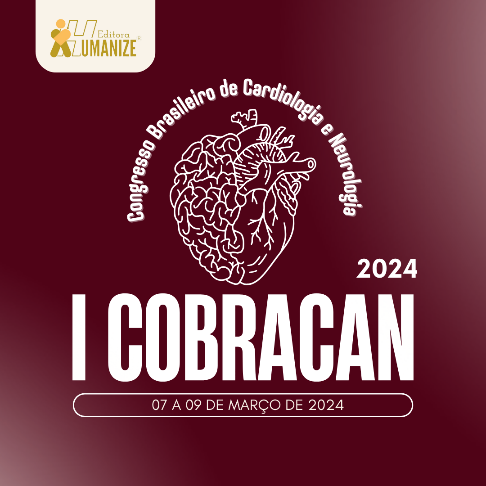 Editora
HUMANIZE
Congresso Brasileiro de Cardiologia e Neurologia
2024
I COBRACAN
07 A 09 DE MARÇO DE 2024